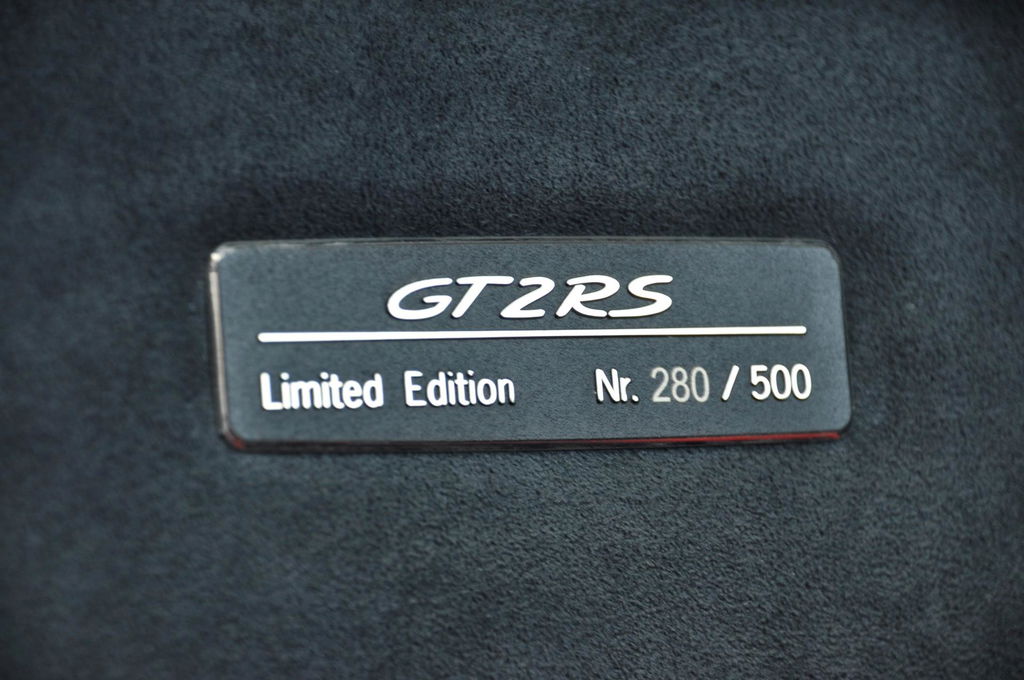 GT2RS
Limited Edition Nr. 280 / 500